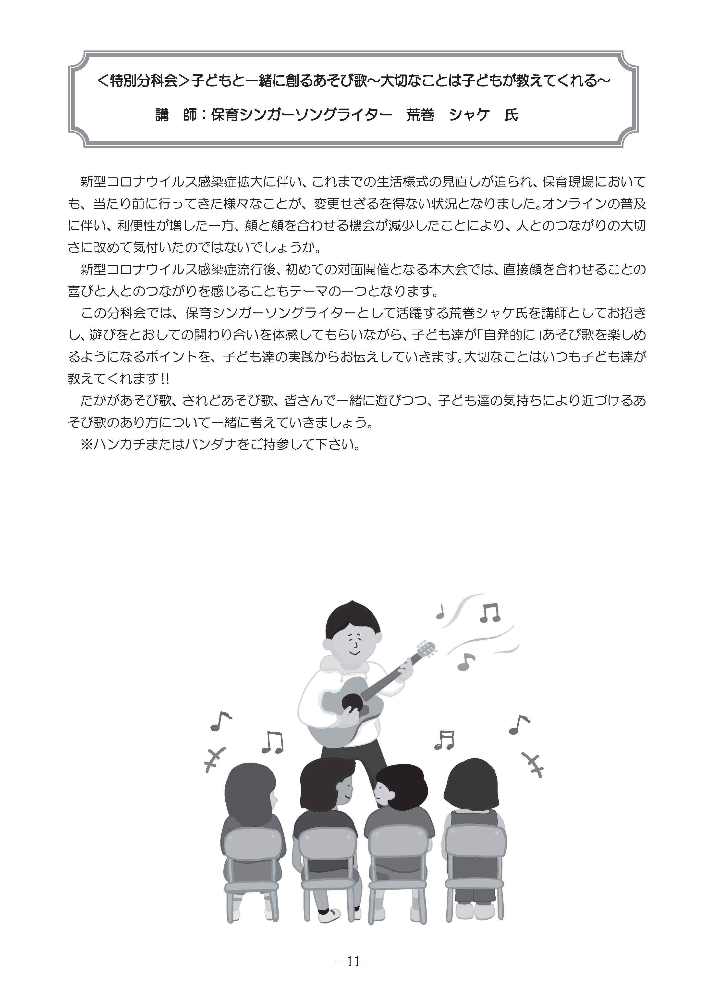 ＜特別分科会＞子どもと一緒に創るあそび歌～大切なことは子どもが教えてくれる～
講　師：保育シンガーソングライター　荒巻　シャケ　氏
新型コロナウイルス感染症拡大に伴い、これまでの生活様式の見直しが迫られ、保育現場において
も、当たり前に行ってきた様々なことが、変更せざるを得ない状況となりました。オンラインの普及
に伴い、利便性が増した一方、顔と顔を合わせる機会が減少したことにより、人とのつながりの大切
さに改めて気付いたのではないでしょうか。
新型コロナウイルス感染症流行後、初めての対面開催となる本大会では、直接顔を合わせることの
喜びと人とのつながりを感じることもテーマの一つとなります。
この分科会では、保育シンガーソングライターとして活躍する荒巻シャケ氏を講師としてお招き
し、遊びをとおしての関わり合いを体感してもらいながら、子ども達が「自発的に」あそび歌を楽しめ
るようになるポイントを、子ども達の実践からお伝えしていきます。大切なことはいつも子ども達が
教えてくれます!!
たかがあそび歌、されどあそび歌、皆さんで一緒に遊びつつ、子ども達の気持ちにより近づけるあ
そび歌のあり方について一緒に考えていきましょう。
※ハンカチまたはバンダナをご持参して下さい。
– 11 –